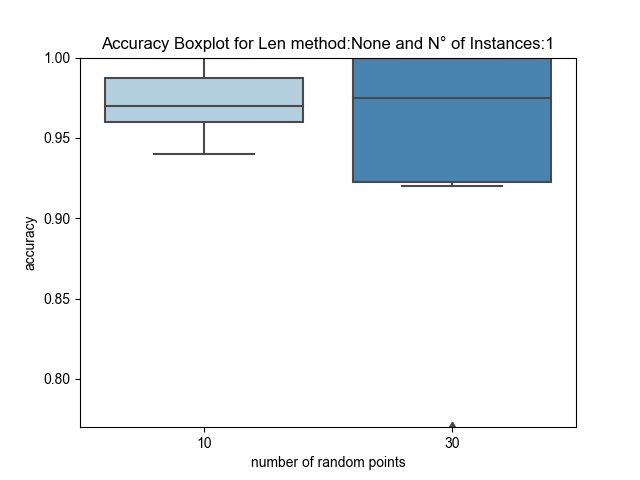 Accuracy Boxplot for Len method:None and N° of Instances:1
1.00
0.95
0.90
0.85
0.80
accuracy
10
30
number of random points